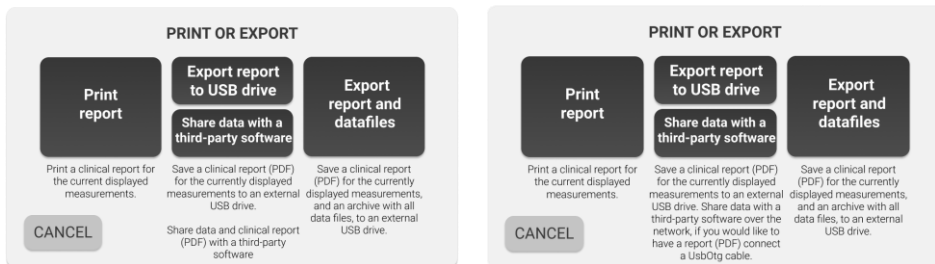 PRINT OR EXPORT
Print
report
Export report
to USB drive
Share data with a
third-party software
Export
report and
datafiles
Print a clinical report for
the current displayed
measurements.
Save a clinical report (PDF)
for the currently displayed
measurements to an external
USB drive.
Share data and clinical report
(PDF) with a third-party
software
Save a clinical report
(PDF) for the currently
displayed measurements,
and an archive with all
data files, to an external
USB drive.
CANCEL
PRINT OR EXPORT
Print
report
Export report
to USB drive
Share data with a
third-party software
Export
report and
datafiles
Print a clinical report for
the current displayed
measurements.
Save a clinical report (PDF)
for the currently displayed
measurements to an external
USB drive. Share data with a
third-party software over the
network, if you would like to
have a report (PDF) connect
a UsbOtg cable.
Save a clinical report
(PDF) for the currently
displayed measurements,
and an archive with all
data files, to an external
USB drive.
CANCEL